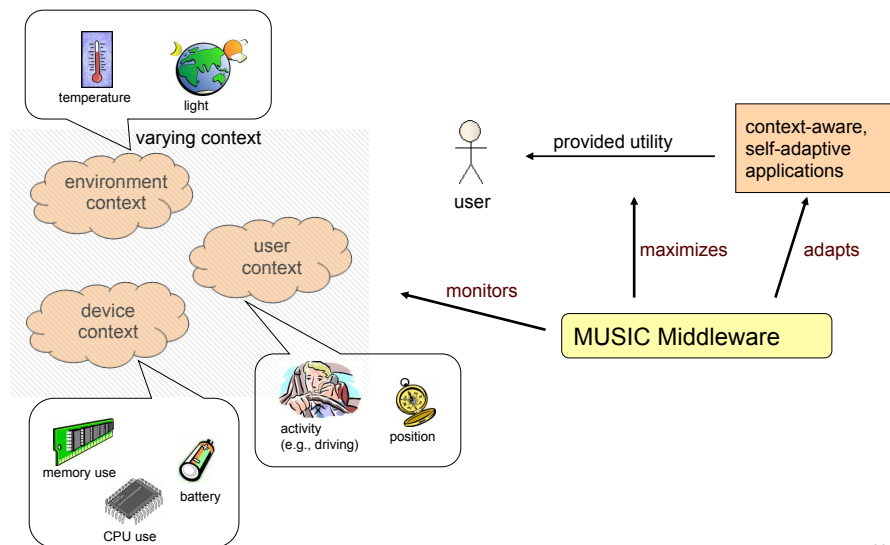 temperature
light
varying context
environment
context
user
context
device
context
user
provided utility
context-aware,
self-adaptive
applications
maximizes
adapts
monitors
MUSIC Middleware
activity
(e.g., driving)
position
memory use
battery
CPU use